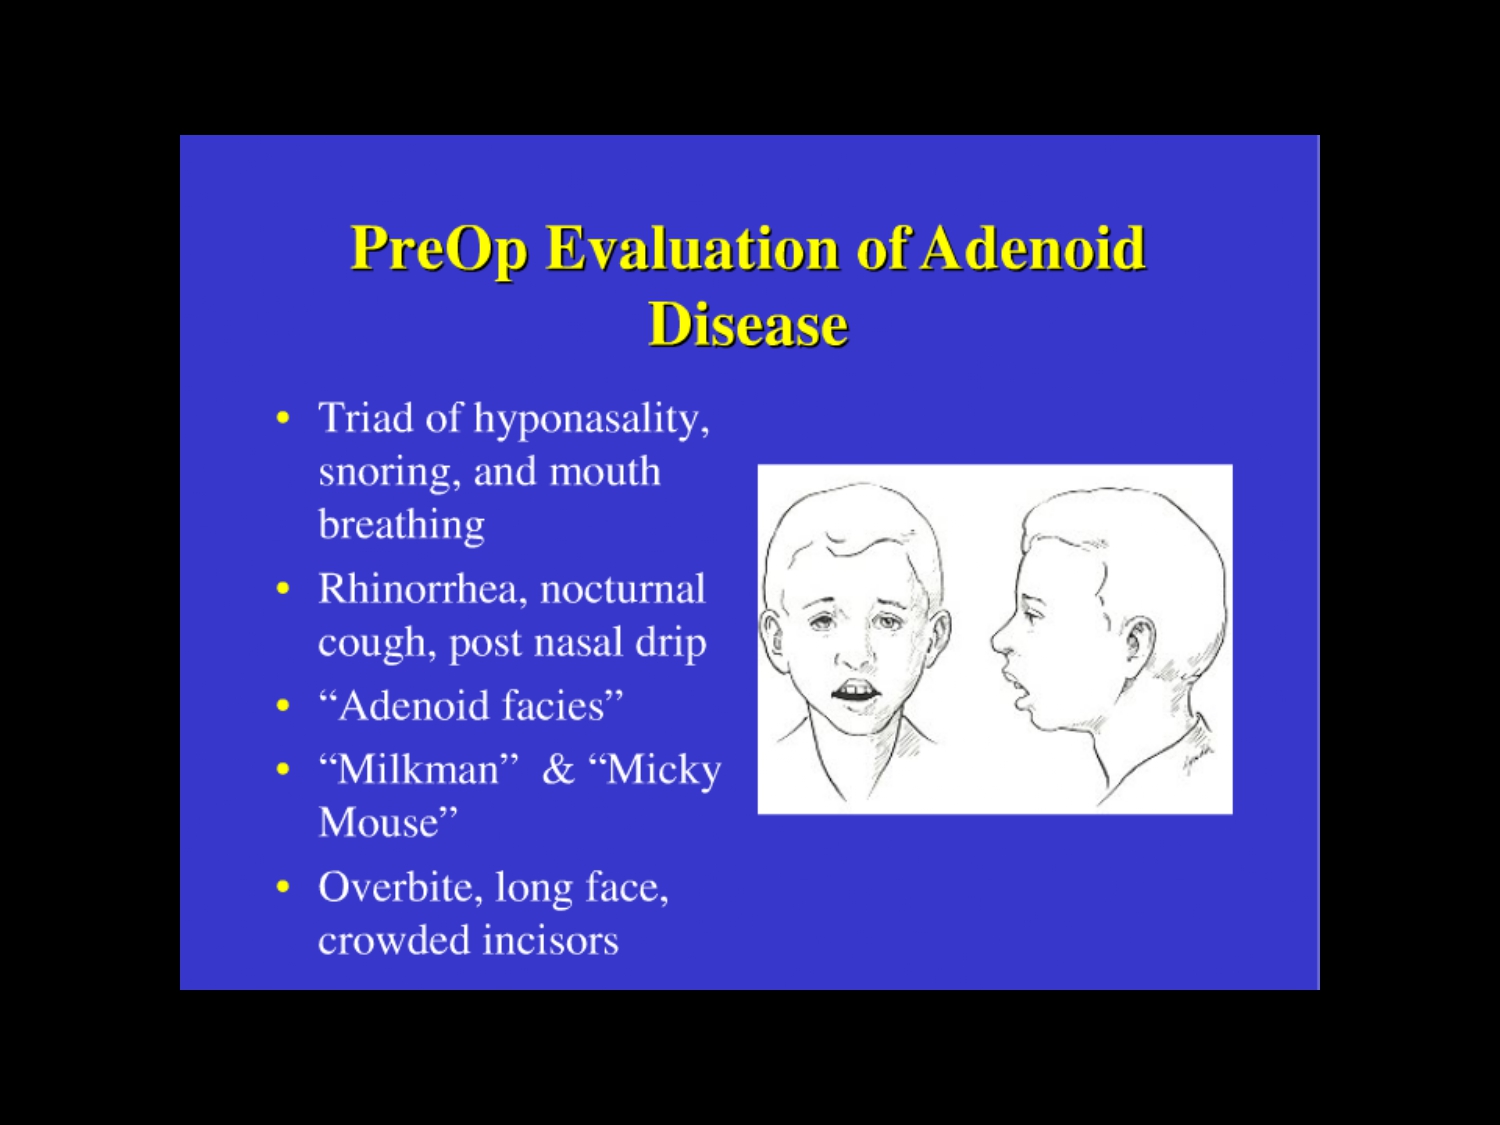 PreOp Evaluation of Adenoid
Disease
• Triad of hyponasality,
snoring, and mouth
breathing
• Rhinorrhea, nocturnal
cough, post nasal drip
• “Adenoid facies”
• “Milkman” & “Micky
Mouse”
• Overbite, long face,
crowded incisors